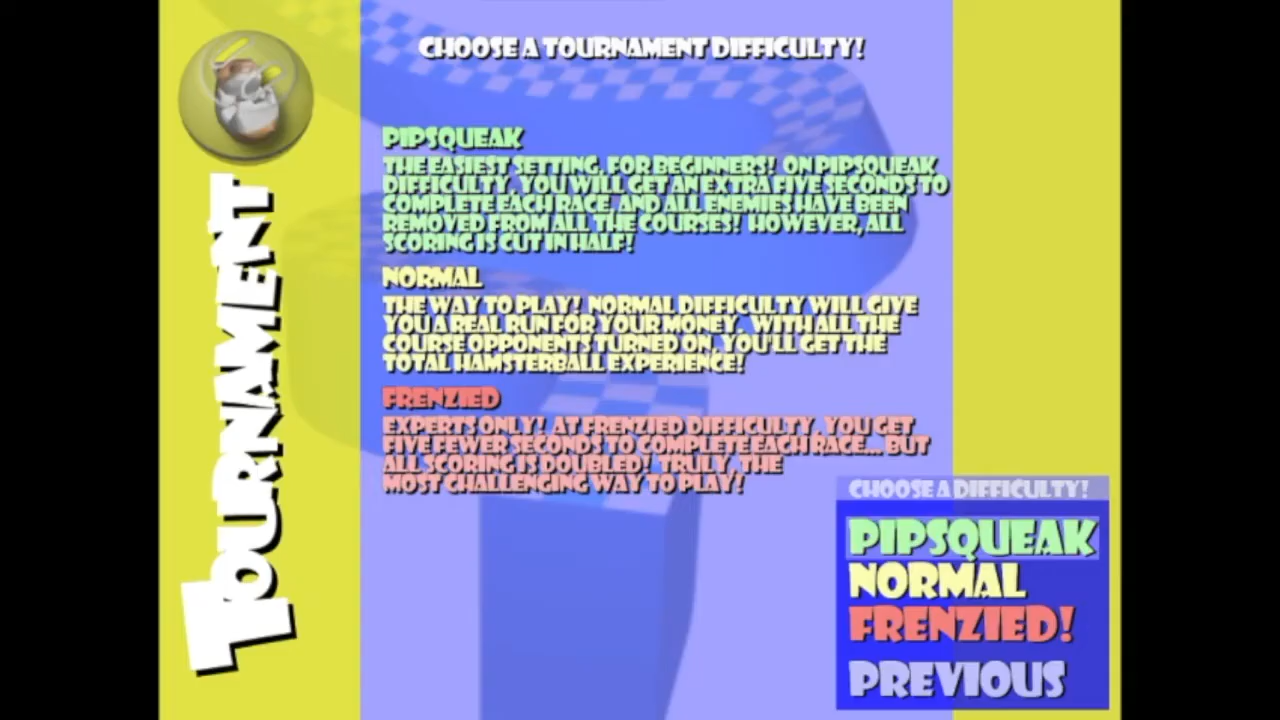 CHOOSE A TOURNAMENT DIFFICULTY!
PIPSQUEAK
THE EASIEST SETTING, FOR BEGINNERS! ON PIPSQUEAK
DIFFICULTY, YOU WILL GET AN EXTRA FIVE SECONDS TO
COMPLETE EACH RACE, AND ALL ENEMIES HAVE BEEN
REMOVED FROM ALL THE COURSES! HOWEVER, ALL
SCORING IS CUT IN HALF!
NORMAL
THE WAY TO PLAY! NORMAL DIFFICULTY WILL GIVE
YOU A REAL RUN FOR YOUR MONEY. WITH ALL THE
COURSE OPPONENTS TURNED ON, YOU'LL GET THE
TOTAL HAMSTERBALL EXPERIENCE!
FRENZIED
EXPERTS ONLY! AT FRENZIED DIFFICULTY, YOU GET
FIVE FEWER SECONDS TO COMPLETE EACH RACE... BUT
ALL SCORING IS DOUBLED! TRULY, THE
MOST CHALLENGING WAY TO PLAY!
TOURNAMENT
CHOOSE A DIFFICULTY!
PIPSQUEAK
NORMAL
FRENZIED!
PREVIOUS